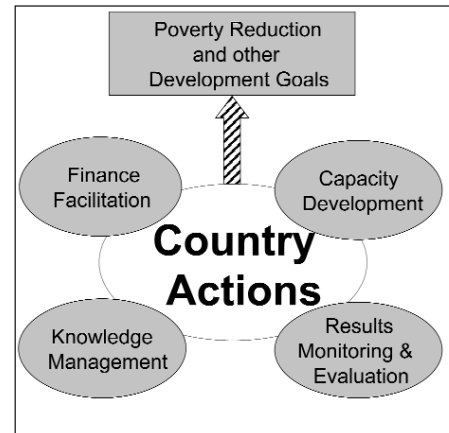 Poverty Reduction
and other
Development Goals
Finance
Facilitation
Capacity
Development
Country
Actions
Knowledge
Management
Results
Monitoring &
Evaluation